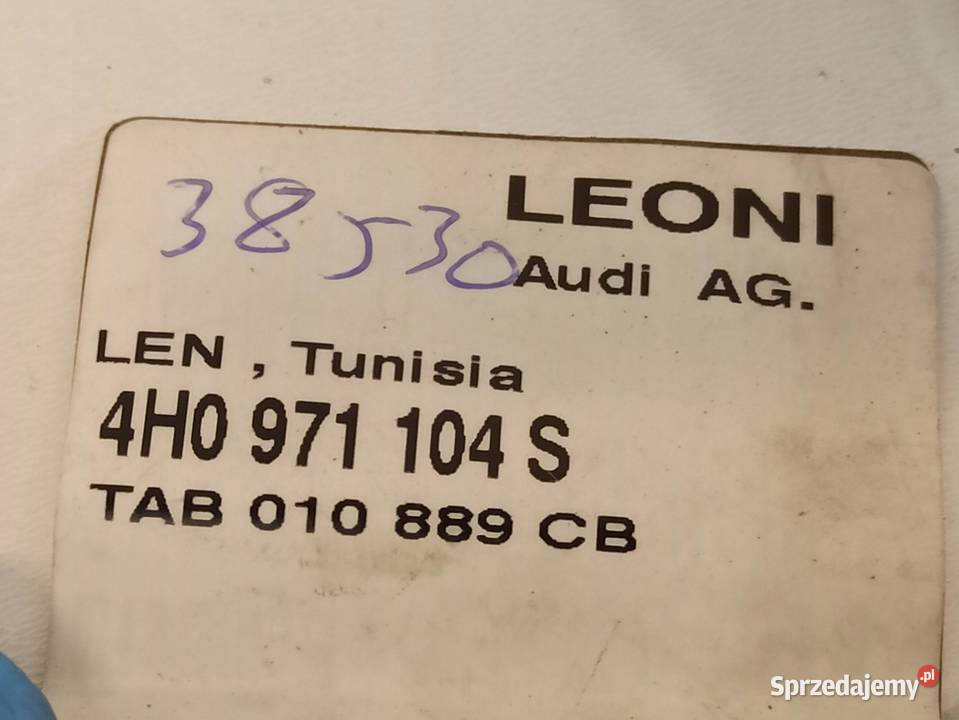 38530
LEONI
Audi AG.
LEN , Tunisia
4H0 971 104 S
TAB 010 889 CB
Sprzedajemy.pl